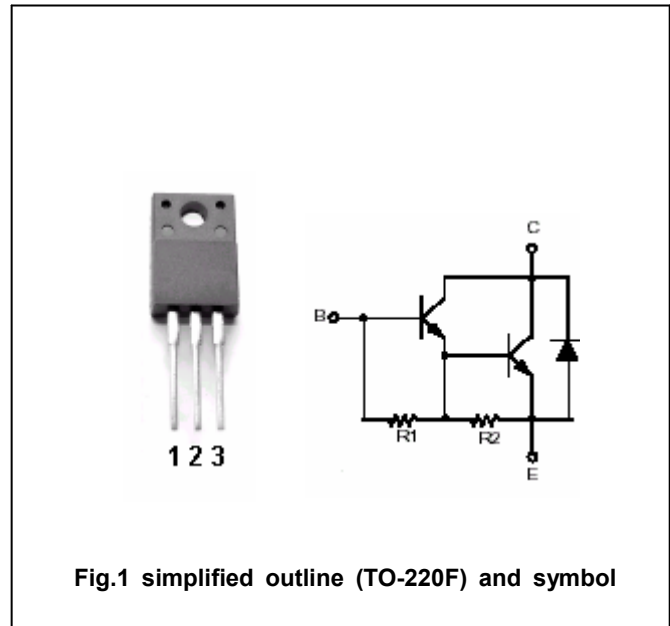 C
B
R1 R2
E
1 2 3
Fig.1 simplified outline (TO-220F) and symbol